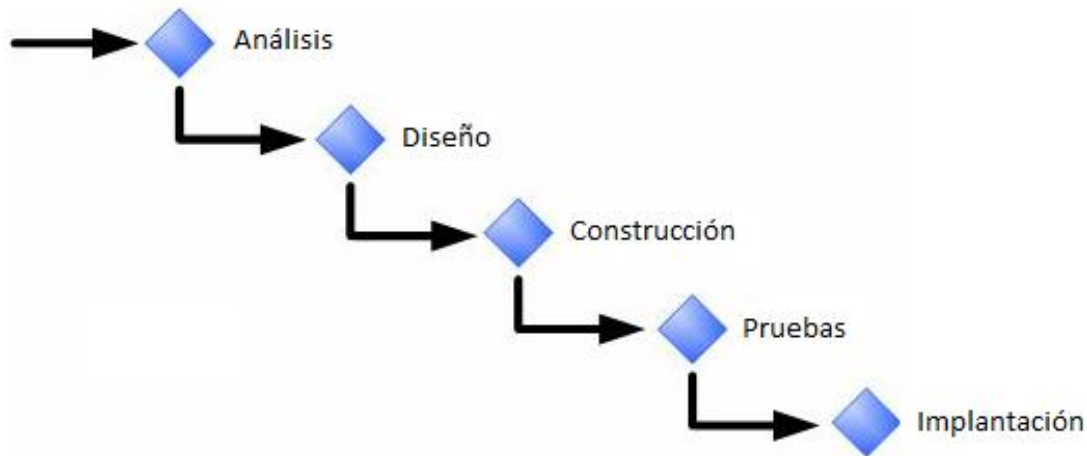 Análisis
Diseño
Construcción
Pruebas
Implantación